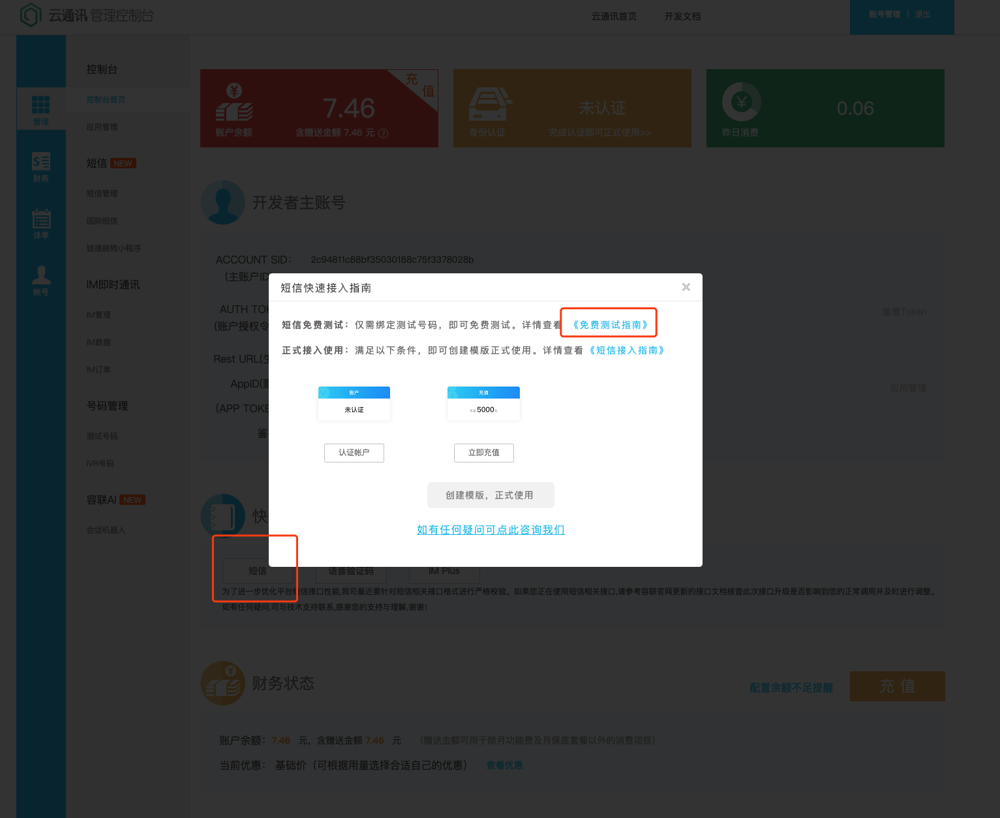 云通讯 管理控制台
云通讯首页
开发文档
账号管理 | 退出
管理
财务
详单
帐号
控制台
控制台首页
应用管理
短信 NEW
短信管理
国际短信
链接跳转小程序
IM即时通讯
IM管理
IM数据
IM订单
号码管理
测试号码
IVR号码
容联AI NEW
会话机器人
充值
7.46
账户余额
含赠送金额 7.46 元 ?
未认证
身份认证
完成认证即可正式使用>>
0.06
昨日消费
开发者主账号
ACCOUNT SID:
2c94811c88bf35030188c75f3378028b
(主账户ID
AUTH TO
重置Token
(账户授权令
Rest URL(
AppID(
应用管理
(APP TOKE
短信快速接入指南
短信免费测试：仅需绑定测试号码，即可免费测试。详情查看《免费测试指南》
正式接入使用：满足以下条件，即可创建模版正式使用。详情查看《短信接入指南》
账户
未认证
充值
不足 5000元
认证帐户
立即充值
创建模版，正式使用
如有任何疑问可点此咨询我们
快
短信
语音验证码
IM Plus
为了进一步优化平台短信接口性能,我司最近要针对短信相关接口格式进行严格校验。如果您正在使用短信相关接口,请参考容联官网更新的接口文档核查此次接口升级是否影响到您的正常调用并及时进行调整。
如有任何疑问,可与技术支持联系,感谢您的支持与理解,谢谢!
财务状态
配置余额不足提醒
充 值
账户余额：7.46 元，含赠送金额 7.46 元 （赠送金额可用于除月功能费及月保底套餐以外的消费项目）
当前优惠： 基础价（可根据用量选择合适自己的优惠） 查看优惠